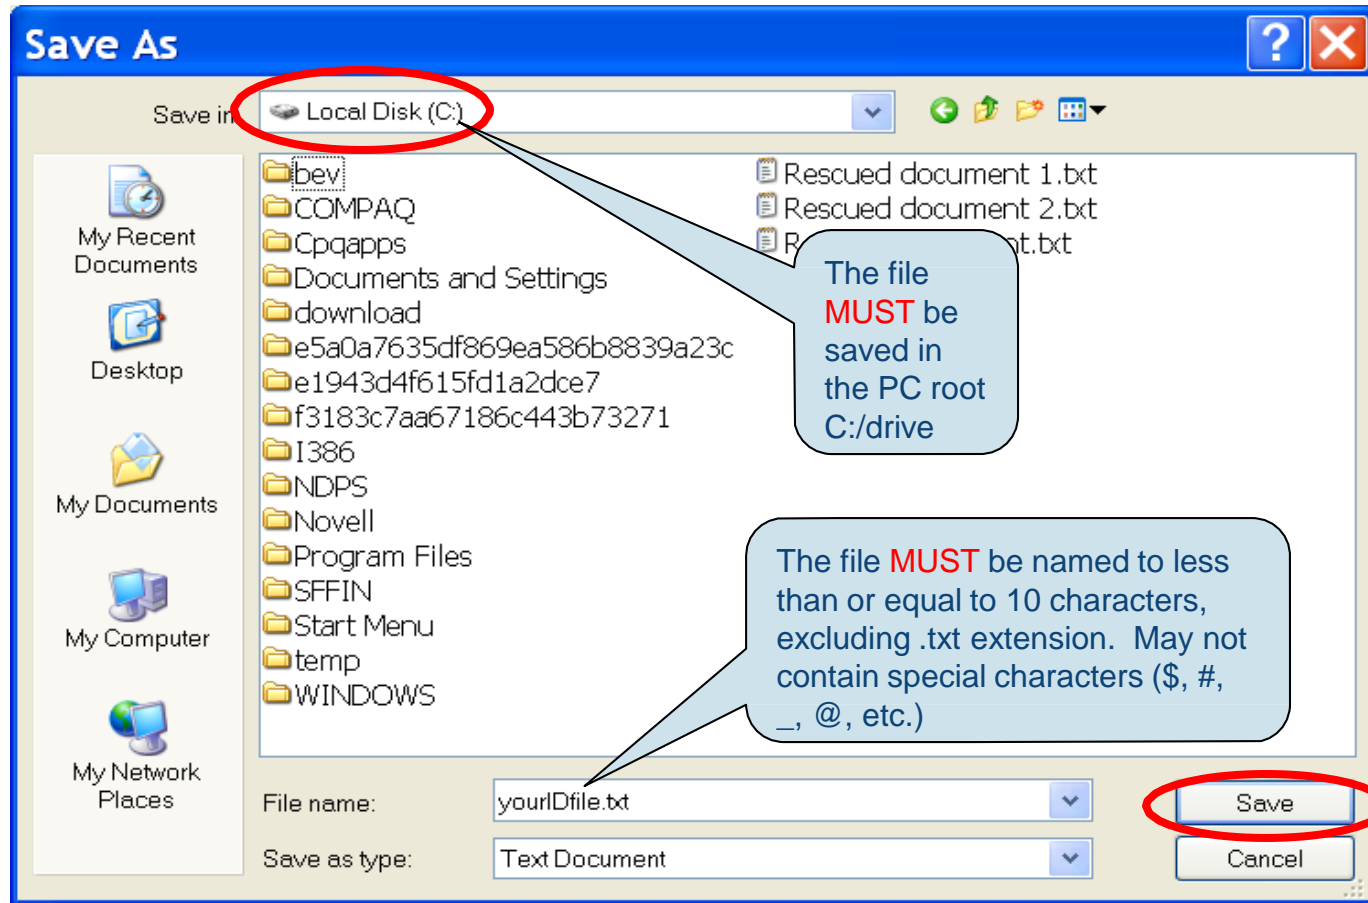 Save As
Save in
Local Disk (C:)
My Recent
Documents
Desktop
My Documents
My Computer
My Network
Places
bev
COMPAQ
Cpqapps
Documents and Settings
download
e5a0a7635df869ea586b8839a23c
e1943d4f615fd1a2dce7
f3183c7aa67186c443b73271
I386
NDPS
Novell
Program Files
SFFIN
Start Menu
temp
WINDOWS
Rescued document 1.txt
Rescued document 2.txt
The file
MUST be
saved in
the PC root
C:/drive
The file MUST be named to less
than or equal to 10 characters,
excluding .txt extension. May not
contain special characters ($, #,
_, @, etc.)
File name:
yourIDfile.txt
Save
Save as type:
Text Document
Cancel